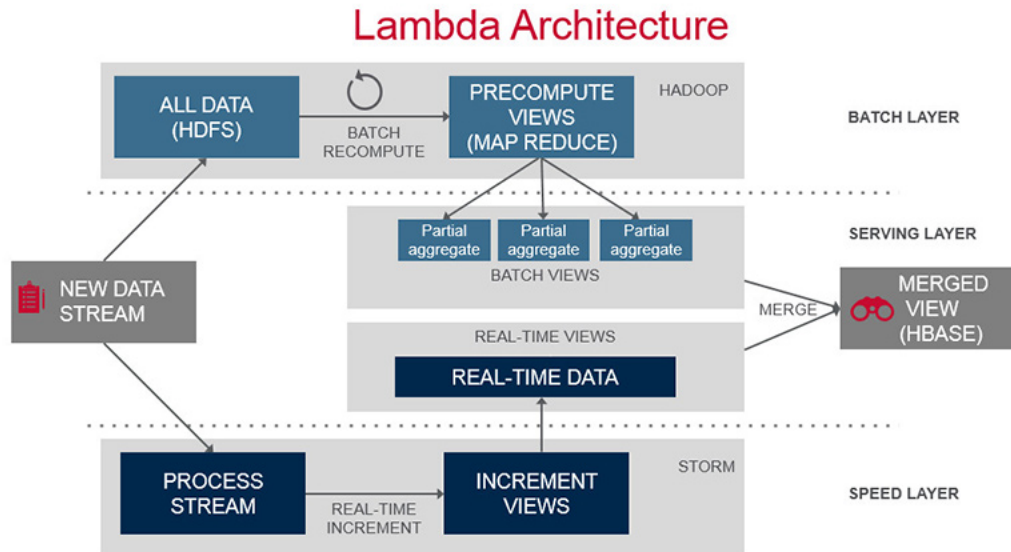 Lambda Architecture
HADOOP
ALL DATA
(HDFS)
BATCH
RECOMPUTE
PRECOMPUTE
VIEWS
(MAP REDUCE)
BATCH LAYER
Partial
aggregate
Partial
aggregate
Partial
aggregate
BATCH VIEWS
SERVING LAYER
NEW DATA
STREAM
MERGE
MERGED
VIEW
(HBASE)
REAL-TIME VIEWS
REAL-TIME DATA
STORM
PROCESS
STREAM
REAL-TIME
INCREMENT
INCREMENT
VIEWS
SPEED LAYER